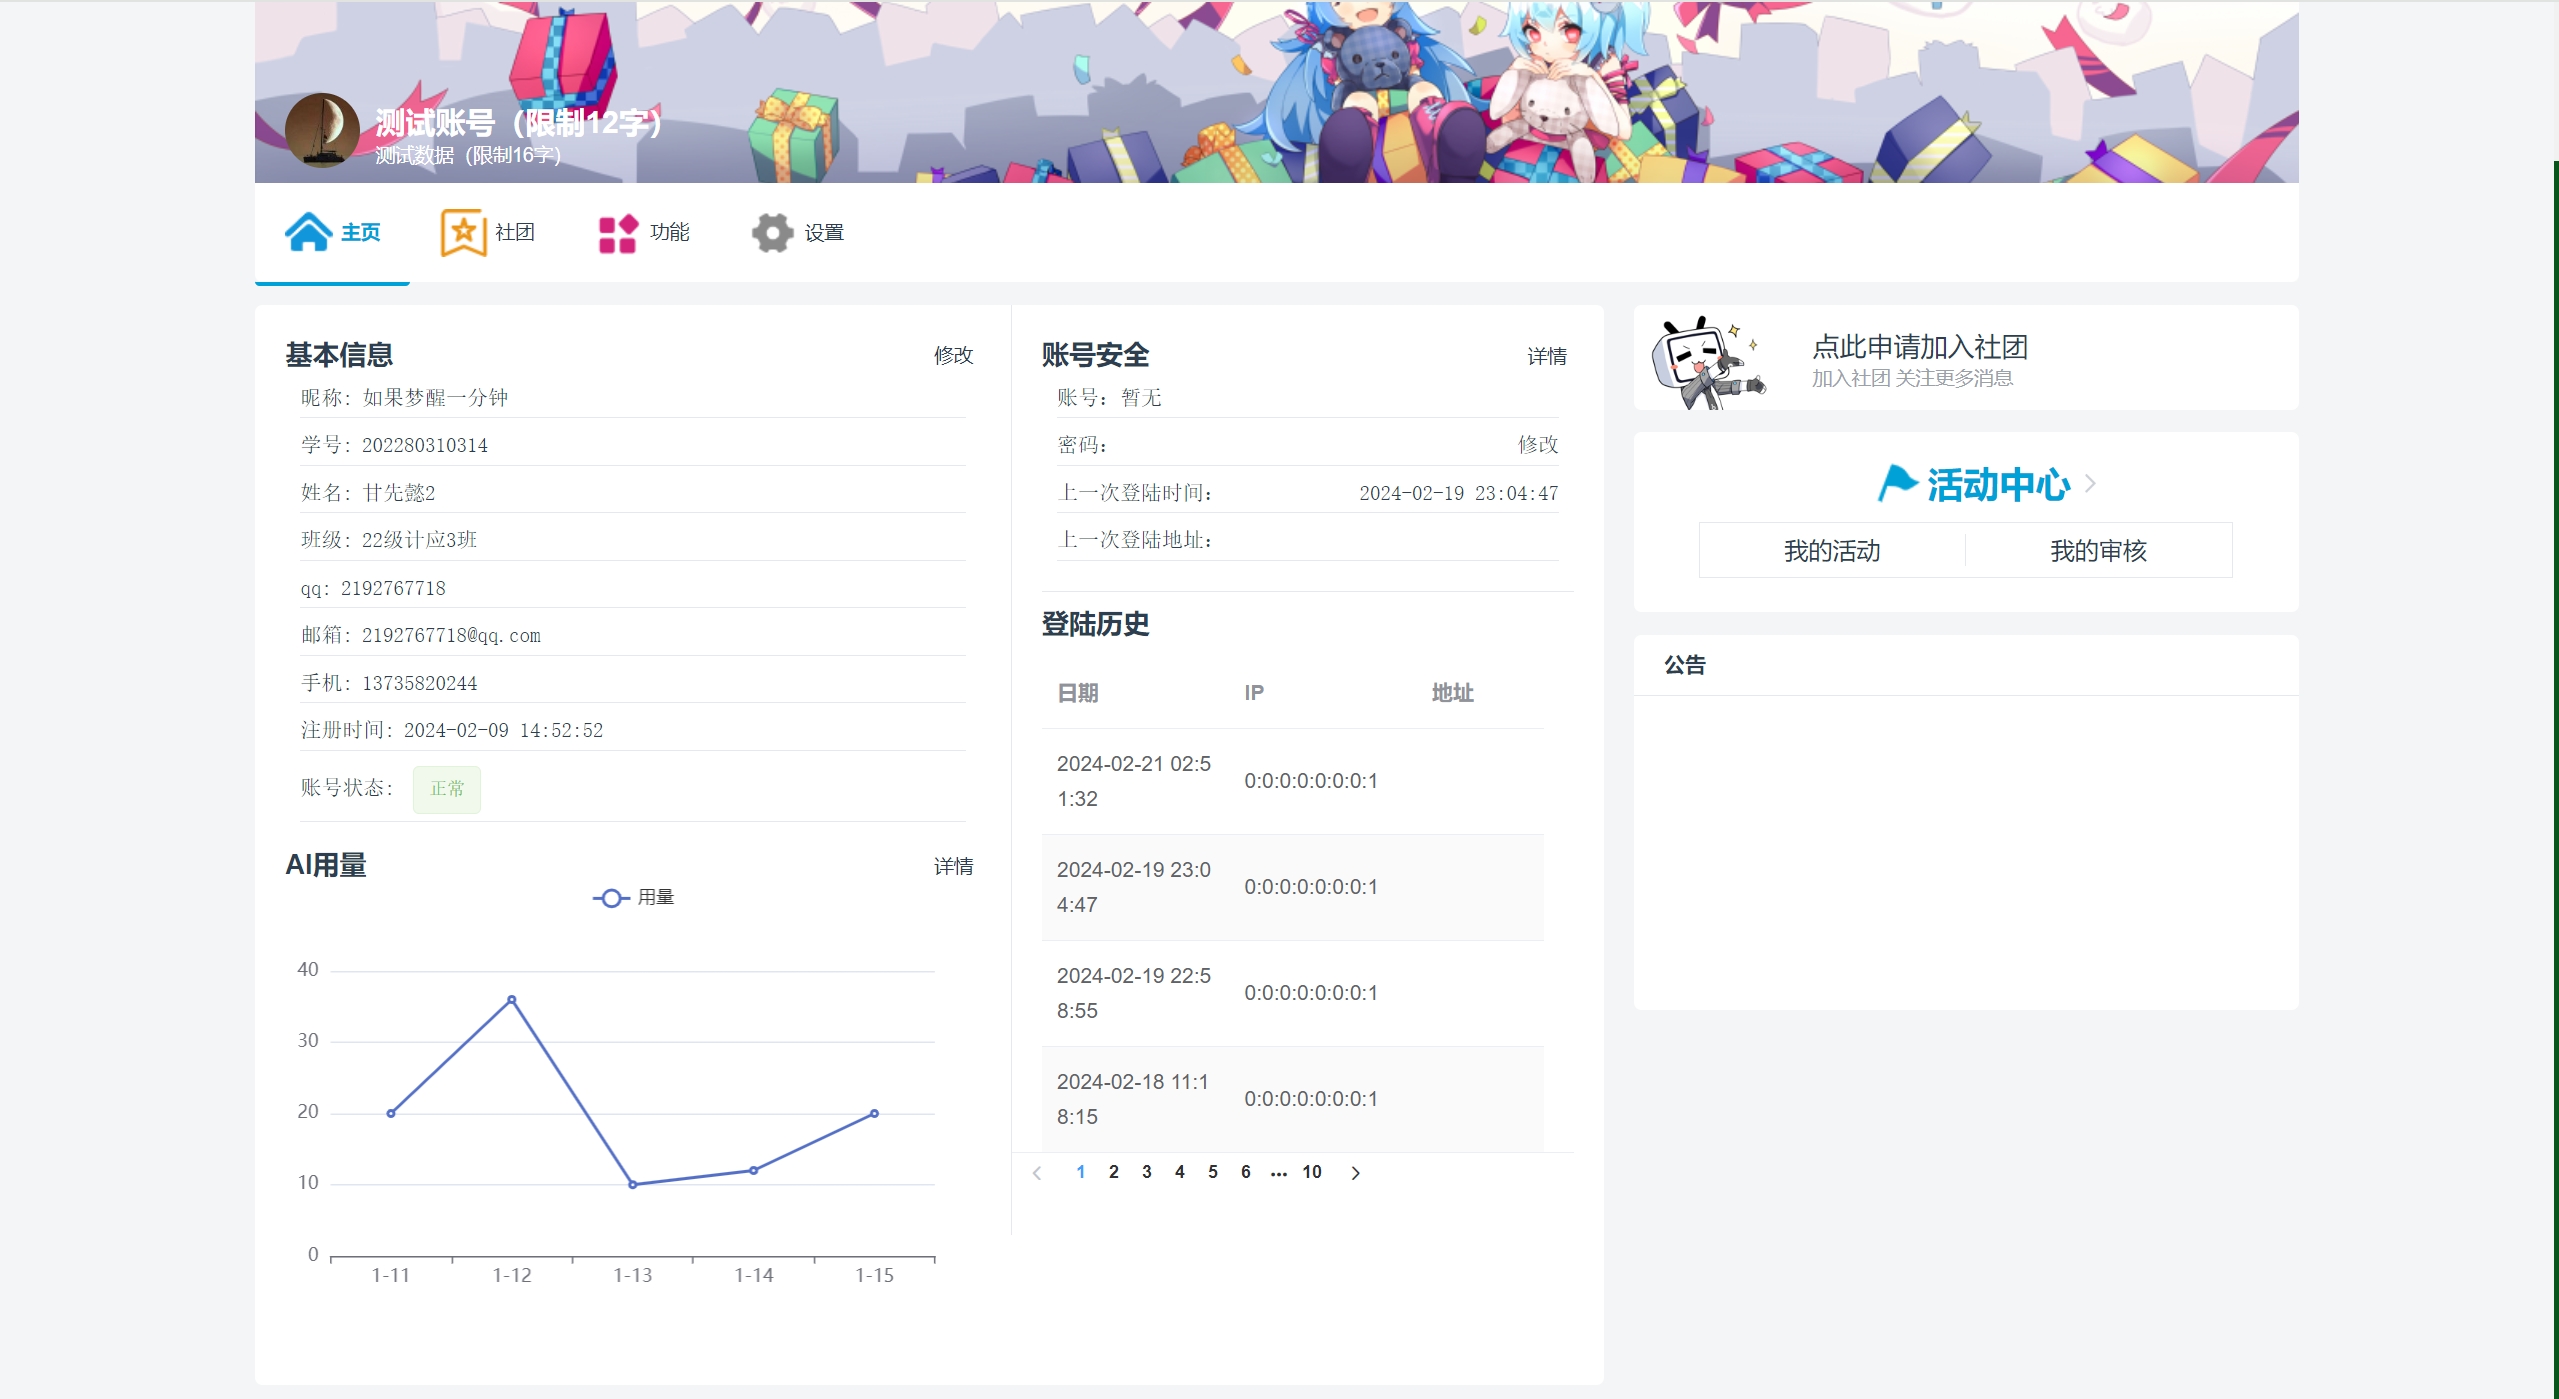 测试账号（限制12字）
测试数据（限制16字）
主页
社团
功能
设置
基本信息
修改
昵称: 如果梦醒一分钟
学号: 202280310314
姓名: 甘先懿2
班级: 22级计应3班
qq: 2192767718
邮箱: 2192767718@qq.com
手机: 13735820244
注册时间: 2024-02-09 14:52:52
账号状态: 正常
AI用量
详情
用量
40
30
20
10
0
1-11 1-12 1-13 1-14 1-15
账号安全
详情
账号：暂无
密码：
修改
上一次登陆时间：
2024-02-19 23:04:47
上一次登陆地址：
登陆历史
日期 IP 地址
2024-02-21 02:5
1:32
0:0:0:0:0:0:0:1
2024-02-19 23:0
4:47
0:0:0:0:0:0:0:1
2024-02-19 22:5
8:55
0:0:0:0:0:0:0:1
2024-02-18 11:1
8:15
0:0:0:0:0:0:0:1
1 2 3 4 5 6 ... 10
点此申请加入社团
加入社团 关注更多消息
活动中心
我的活动
我的审核
公告